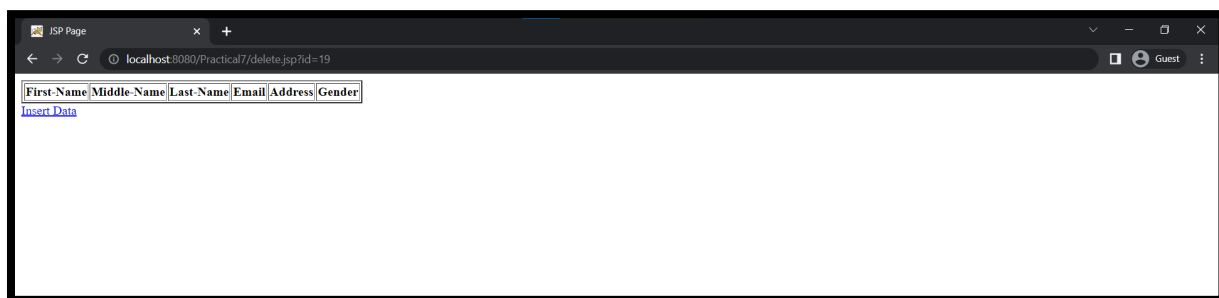 JSP Page
localhost:8080/Practical7/delete.jsp?id=19
Guest
First-Name Middle-Name Last-Name Email Address Gender
Insert Data